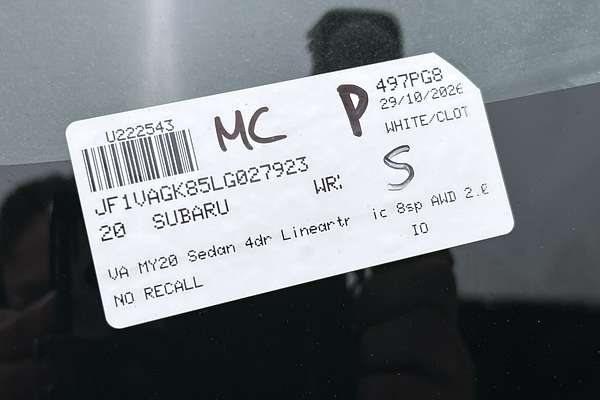 U222543
MC
P
497PG8
29/10/2026
WHITE/CLOT
JF1VAGK85LG027923
20 SUBARU
WR:
S
VA MY20 Sedan 4dr Lineartr ic 8sp AWD 2.0
IO
NO RECALL